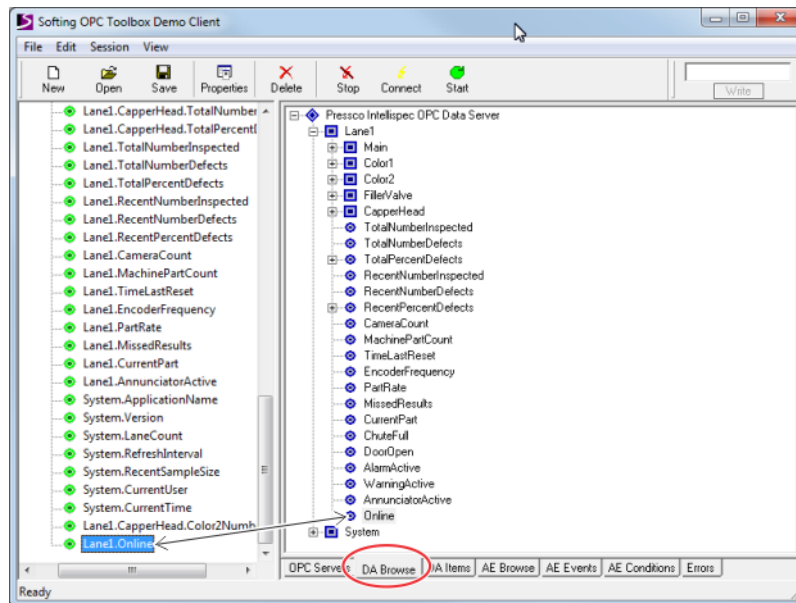 Softing OPC Toolbox Demo Client
File Edit Session View
New Open Save Properties Delete Stop Connect Start Write
Lane1.CapperHead.TotalNumber
Lane1.CapperHead.TotalPercent
Lane1.TotalNumberInspected
Lane1.TotalNumberDefects
Lane1.TotalPercentDefects
Lane1.RecentNumberInspected
Lane1.RecentNumberDefects
Lane1.RecentPercentDefects
Lane1.CameraCount
Lane1.MachinePartCount
Lane1.TimeLastReset
Lane1.EncoderFrequency
Lane1.PartRate
Lane1.MissedResults
Lane1.CurrentPart
Lane1.AnnunciatorActive
System.ApplicationName
System.Version
System.LaneCount
System.RefreshInterval
System.RecentSampleSize
System.CurrentUser
System.CurrentTime
Lane1.CapperHead.Color2Numb
Lane1.Online
Pressco Intellispec OPC Data Server
Lane1
Main
Color1
Color2
FillerValve
CapperHead
TotalNumberInspected
TotalNumberDefects
TotalPercentDefects
RecentNumberInspected
RecentNumberDefects
RecentPercentDefects
CameraCount
MachinePartCount
TimeLastReset
EncoderFrequency
PartRate
MissedResults
CurrentPart
ChuteFull
DoorOpen
AlarmActive
WarningActive
AnnunciatorActive
Online
System
OPC Servers DA Browse DA Items AE Browse AE Events AE Conditions Errors
Ready